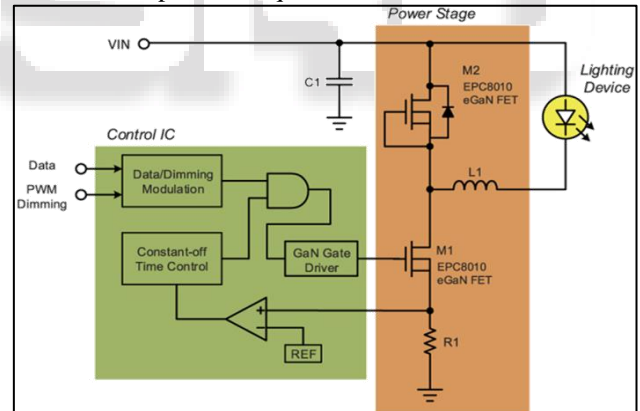 Power Stage
VIN
C1
M2
EPC8010
eGaN FET
Lighting
Device
Control IC
Data
PWM
Dimming
Data/Dimming
Modulation
L1
Constant-off
Time Control
GaN Gate
Driver
M1
EPC8010
eGaN FET
REF
R1